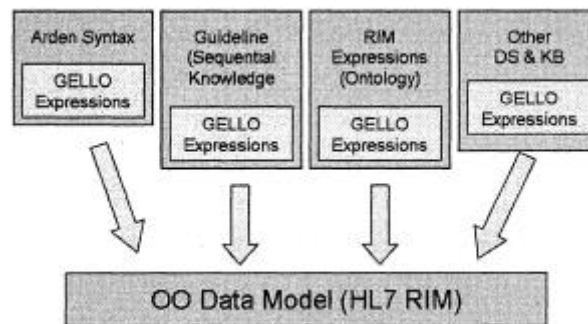 Arden Syntax
GELLO
Expressions
Guideline
(Sequential
Knowledge
GELLO
Expressions
RIM
Expressions
(Ontology)
GELLO
Expressions
Other
DS & KB
GELLO
Expressions
OO Data Model (HL7 RIM)